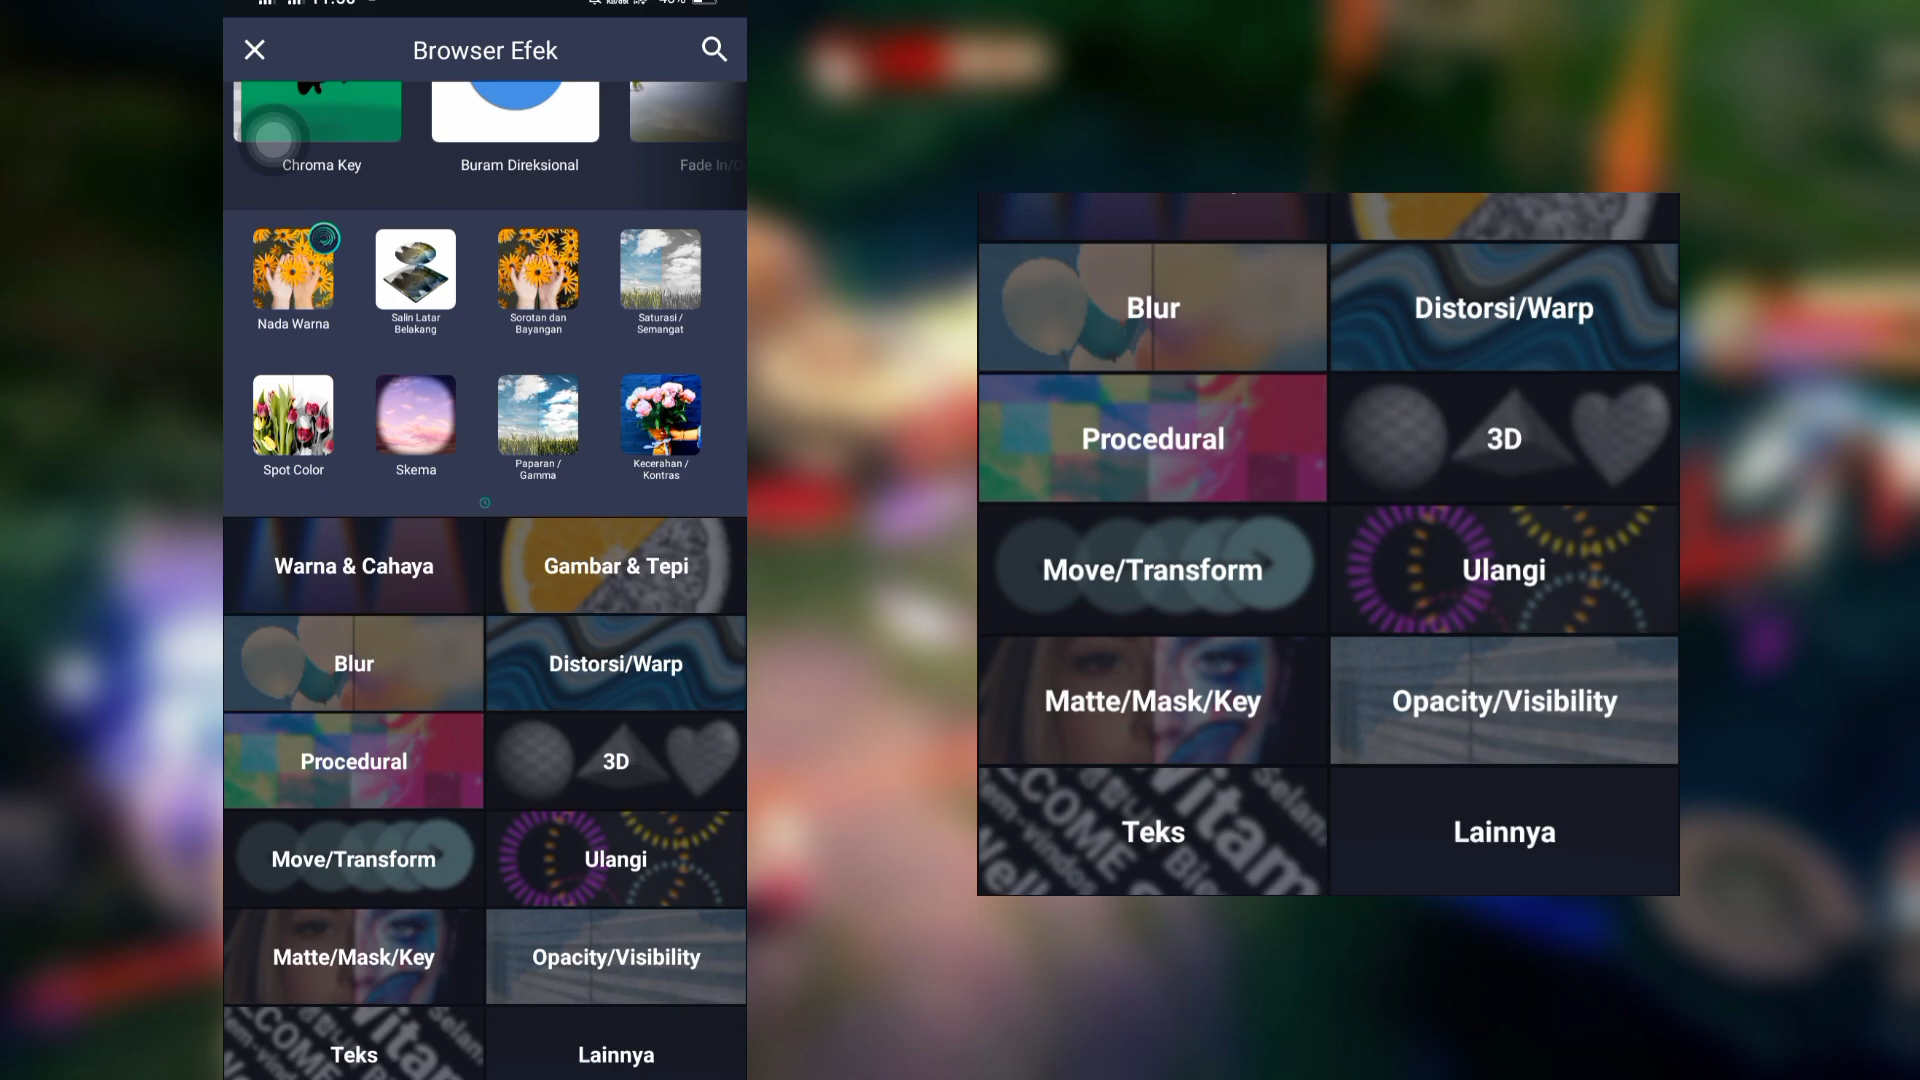 Browser Efek
Chroma Key
Buram Direksional
Fade In/O
Nada Warna
Salin Latar
Belakang
Sorotan dan
Bayangan
Saturasi /
Semangat
Spot Color
Skema
Paparan /
Gamma
Kecerahan /
Kontras
Warna & Cahaya
Gambar & Tepi
Blur
Distorsi/Warp
Procedural
3D
Move/Transform
Ulangi
Matte/Mask/Key
Opacity/Visibility
Teks
Lainnya
Blur
Distorsi/Warp
Procedural
3D
Move/Transform
Ulangi
Matte/Mask/Key
Opacity/Visibility
Teks
Lainnya